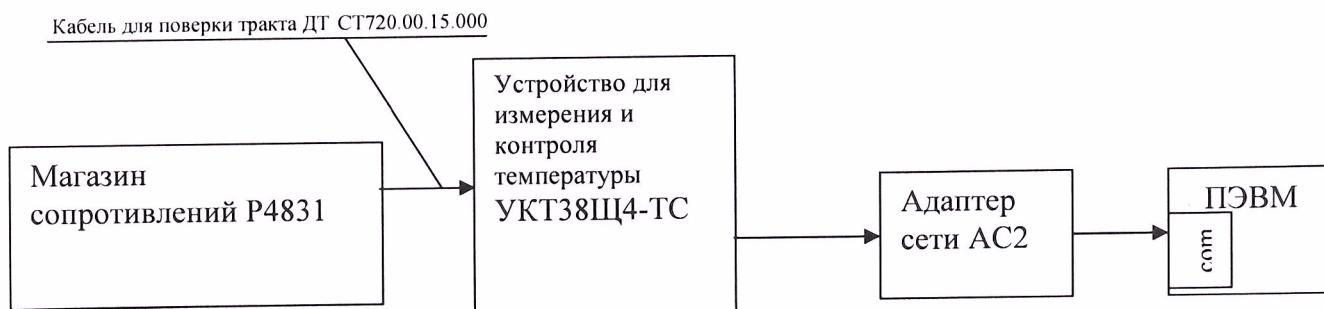 Кабель для поверки тракта ДТ СТ720.00.15.000
Магазин
сопротивлений Р4831
Устройство для
измерения и
контроля
температуры
УКТ38Щ4-ТС
Адаптер
сети АС2
ПЭВМ
com